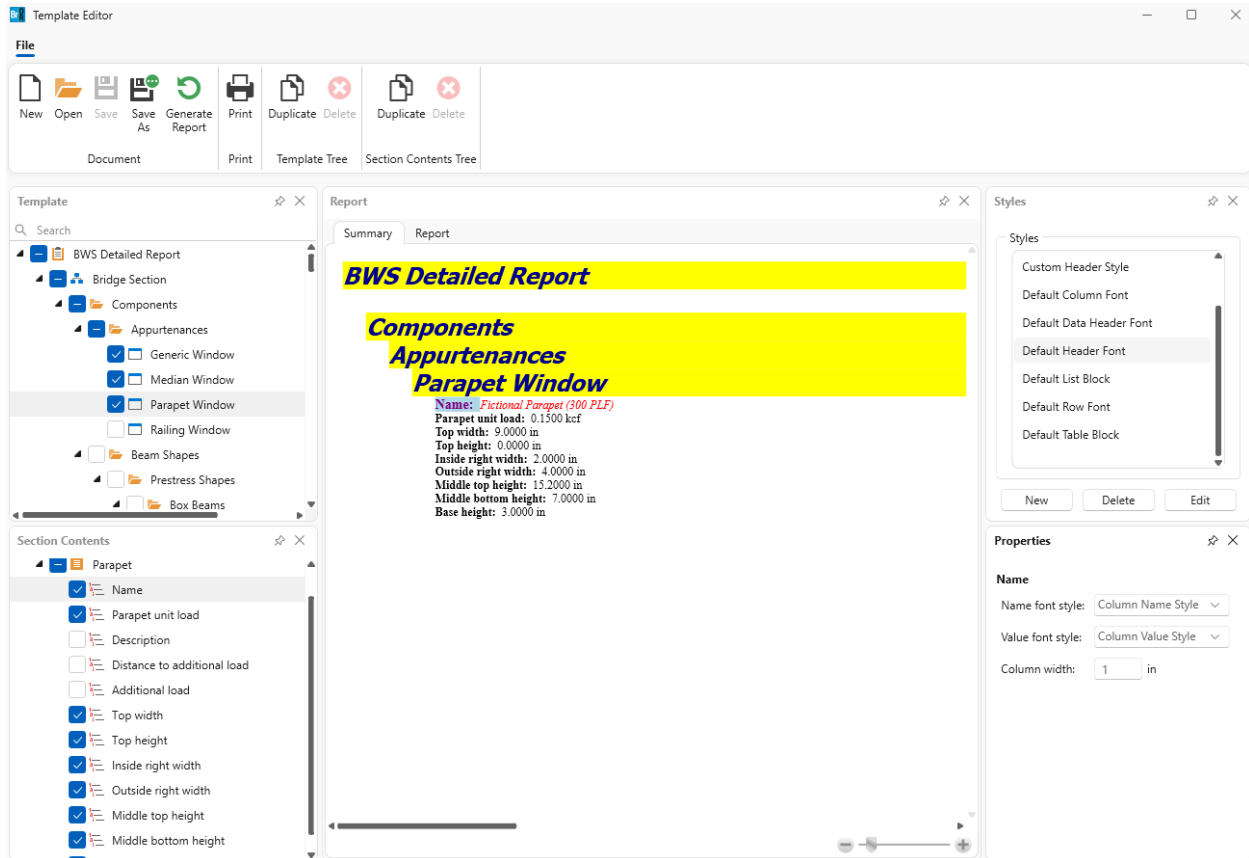 BrR Template Editor
File
New Open Save Save As Generate Report Print Duplicate Delete Duplicate Delete
Document Print Template Tree Section Contents Tree
Template
Search
BWS Detailed Report
Bridge Section
Components
Appurtenances
Generic Window
Median Window
Parapet Window
Railing Window
Beam Shapes
Prestress Shapes
Box Beams
Section Contents
Parapet
Name
Parapet unit load
Description
Distance to additional load
Additional load
Top width
Top height
Inside right width
Outside right width
Middle top height
Middle bottom height
Report
Summary Report
BWS Detailed Report
Components
Appurtenances
Parapet Window
Name: Fictional Parapet (300 PLF)
Parapet unit load: 0.1500 kcf
Top width: 9.0000 in
Top height: 0.0000 in
Inside right width: 2.0000 in
Outside right width: 4.0000 in
Middle top height: 15.2000 in
Middle bottom height: 7.0000 in
Base height: 3.0000 in
Styles
Styles
Custom Header Style
Default Column Font
Default Data Header Font
Default Header Font
Default List Block
Default Row Font
Default Table Block
New Delete Edit
Properties
Name
Name font style: Column Name Style
Value font style: Column Value Style
Column width: 1 in